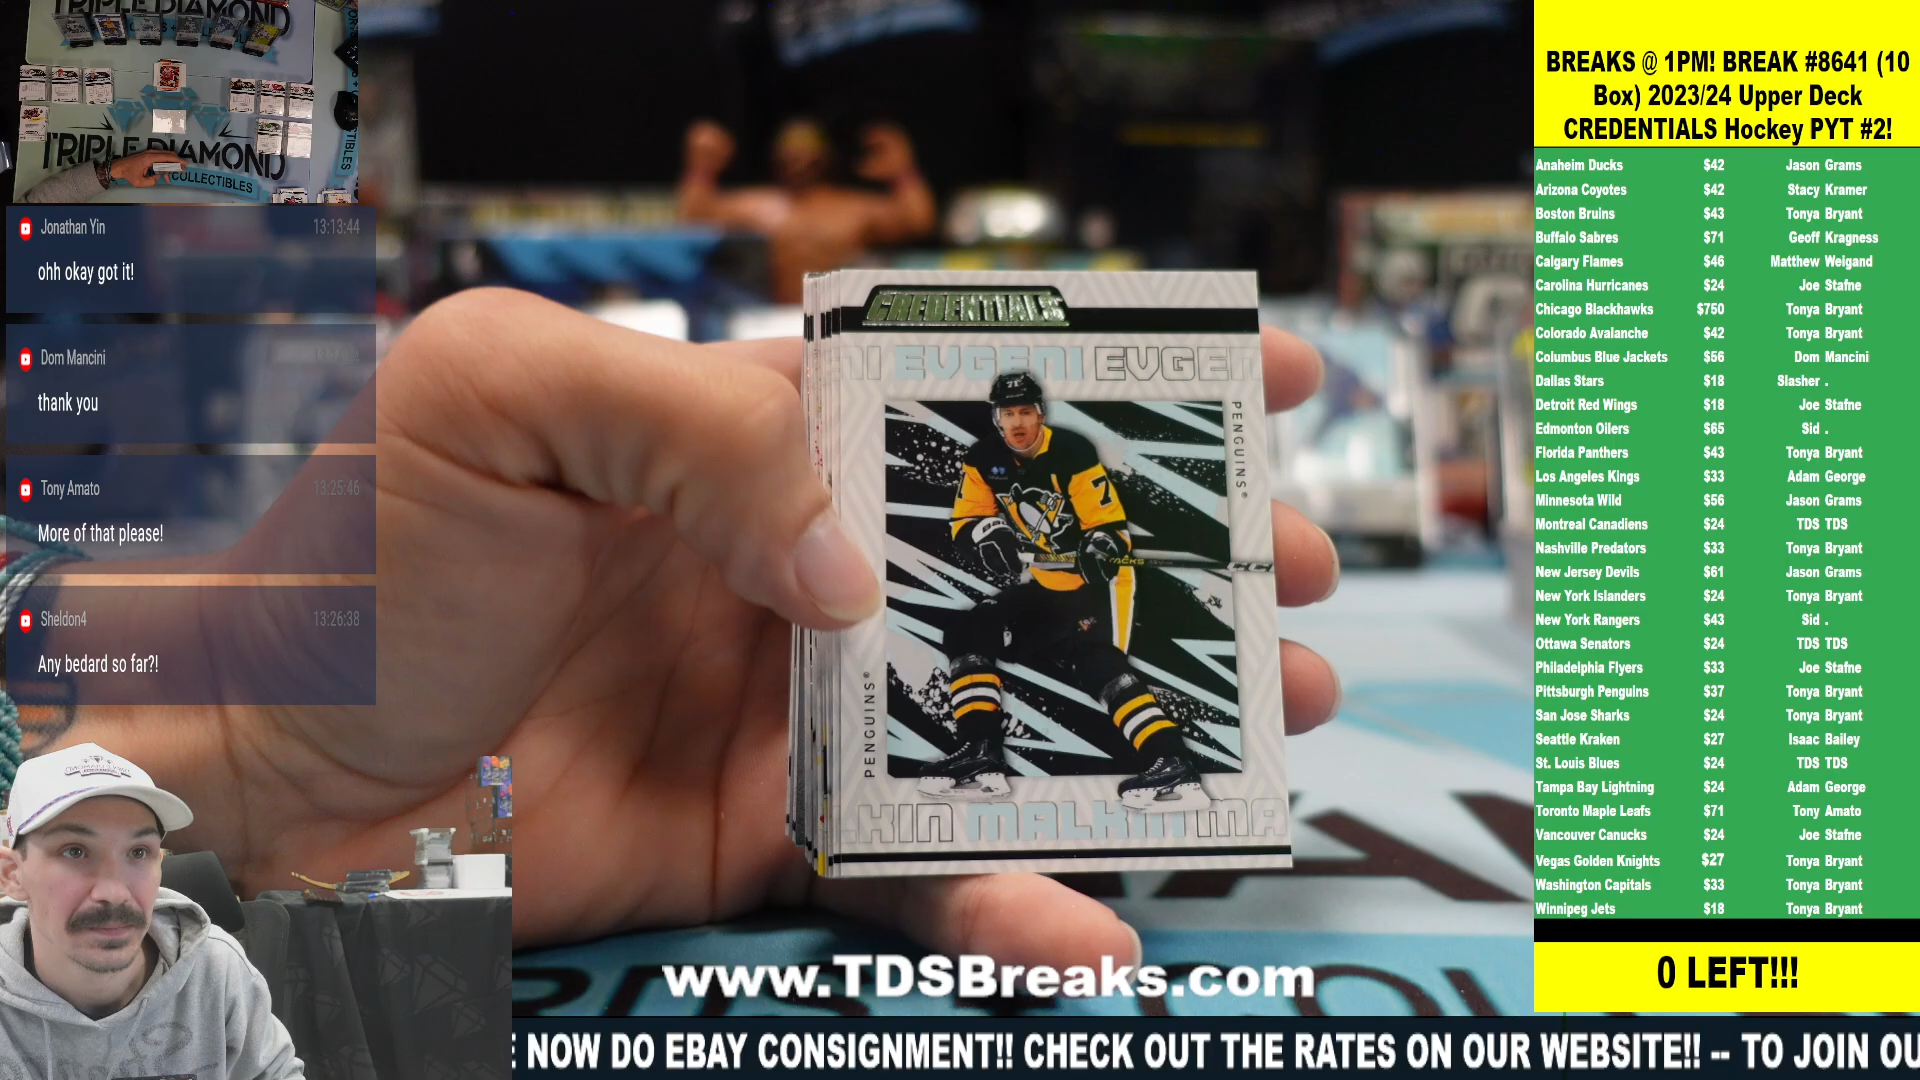 TRIPLE DIAMOND
TRIPLE DIAMOND
COLLECTIBLES
Jonathan Yin 13:13:44
ohh okay got it!
Dom Mancini
thank you
Tony Amato 13:25:46
More of that please!
Sheldon4 13:26:38
Any bedard so far?!
CREDENTIALS
EVGENI EVGEN
71
PENGUINS
PENGUINS
LKIN MALKIN MA
www.TDSBreaks.com
BREAKS @ 1PM! BREAK #8641 (10
Box) 2023/24 Upper Deck
CREDENTIALS Hockey PYT #2!
Anaheim Ducks $42 Jason Grams
Arizona Coyotes $42 Stacy Kramer
Boston Bruins $43 Tonya Bryant
Buffalo Sabres $71 Geoff Kragness
Calgary Flames $46 Matthew Weigand
Carolina Hurricanes $24 Joe Stafne
Chicago Blackhawks $750 Tonya Bryant
Colorado Avalanche $42 Tonya Bryant
Columbus Blue Jackets $56 Dom Mancini
Dallas Stars $18 Slasher .
Detroit Red Wings $18 Joe Stafne
Edmonton Oilers $65 Sid .
Florida Panthers $43 Tonya Bryant
Los Angeles Kings $33 Adam George
Minnesota Wild $56 Jason Grams
Montreal Canadiens $24 TDS TDS
Nashville Predators $33 Tonya Bryant
New Jersey Devils $61 Jason Grams
New York Islanders $24 Tonya Bryant
New York Rangers $43 Sid .
Ottawa Senators $24 TDS TDS
Philadelphia Flyers $33 Joe Stafne
Pittsburgh Penguins $37 Tonya Bryant
San Jose Sharks $24 Tonya Bryant
Seattle Kraken $27 Isaac Bailey
St. Louis Blues $24 TDS TDS
Tampa Bay Lightning $24 Adam George
Toronto Maple Leafs $71 Tony Amato
Vancouver Canucks $24 Joe Stafne
Vegas Golden Knights $27 Tonya Bryant
Washington Capitals $33 Tonya Bryant
Winnipeg Jets $18 Tonya Bryant
0 LEFT!!!
E NOW DO EBAY CONSIGNMENT!! CHECK OUT THE RATES ON OUR WEBSITE!! -- TO JOIN OU